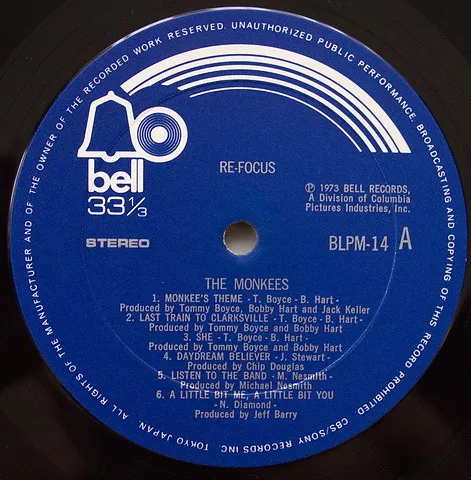 ALL RIGHTS OF THE MANUFACTURER AND OF THE OWNER OF THE RECORDED WORK RESERVED. UNAUTHORIZED PUBLIC PERFORMANCE, BROADCASTING AND COPYING OF THIS RECORD PROHIBITED. CBS/SONY RECORDS INC. TOKYO JAPAN.
bell
33 1/3
RE-FOCUS
Ⓟ 1973 BELL RECORDS,
A Division of Columbia
Pictures Industries, Inc.
STEREO
BLPM-14 A
THE MONKEES
1. MONKEE'S THEME - T. Boyce - B. Hart -
Produced by Tommy Boyce, Bobby Hart and Jack Keller
2. LAST TRAIN TO CLARKSVILLE - T. Boyce - B. Hart -
Produced by Tommy Boyce and Bobby Hart
3. SHE - T. Boyce - B. Hart -
Produced by Tommy Boyce and Bobby Hart
4. DAYDREAM BELIEVER - J. Stewart -
Produced by Chip Douglas
5. LISTEN TO THE BAND - M. Nesmith -
Produced by Michael Nesmith
6. A LITTLE BIT ME, A LITTLE BIT YOU
- N. Diamond -
Produced by Jeff Barry